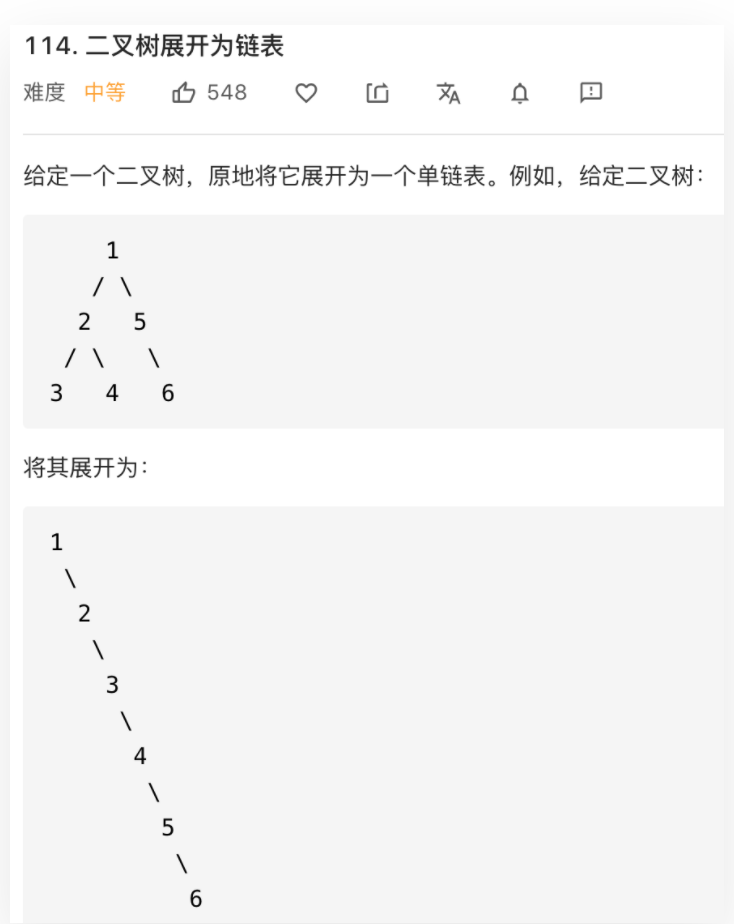 114. 二叉树展开为链表
难度 中等 548
给定一个二叉树，原地将它展开为一个单链表。例如，给定二叉树：
1
/ \
2 5
/ \ \
3 4 6
将其展开为：
1
\
2
\
3
\
4
\
5
\
6